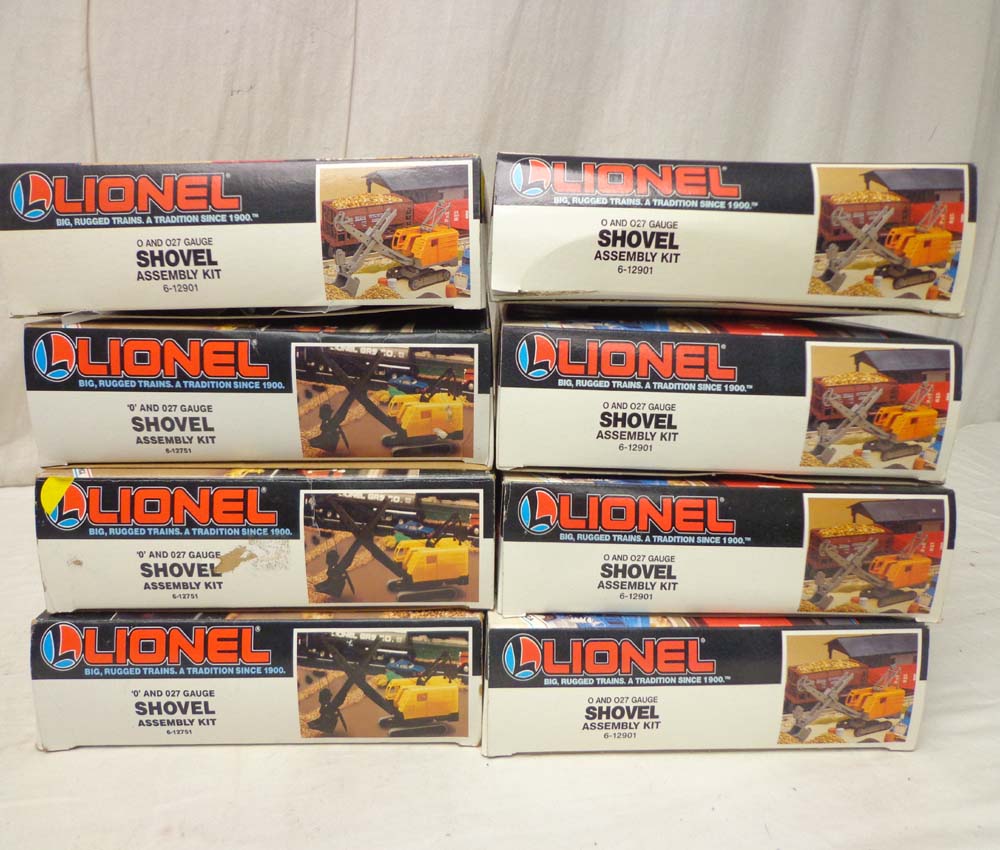 LIONEL®
BIG, RUGGED TRAINS. A TRADITION SINCE 1900.™
O AND O27 GAUGE
SHOVEL
ASSEMBLY KIT
6-12901
LIONEL®
BIG, RUGGED TRAINS. A TRADITION SINCE 1900.™
O AND O27 GAUGE
SHOVEL
ASSEMBLY KIT
6-12901
LIONEL®
BIG, RUGGED TRAINS. A TRADITION SINCE 1900.
'O' AND 027 GAUGE
SHOVEL
ASSEMBLY KIT
6-12751
LIONEL®
BIG, RUGGED TRAINS. A TRADITION SINCE 1900.™
O AND O27 GAUGE
SHOVEL
ASSEMBLY KIT
6-12901
LIONEL®
BIG, RUGGED TRAINS. A TRADITION SINCE 1900.
'O' AND 027 GAUGE
SHOVEL
ASSEMBLY KIT
6-12751
LIONEL®
BIG, RUGGED TRAINS. A TRADITION SINCE 1900.™
O AND O27 GAUGE
SHOVEL
ASSEMBLY KIT
6-12901
LIONEL®
BIG, RUGGED TRAINS. A TRADITION SINCE 1900.
'O' AND 027 GAUGE
SHOVEL
ASSEMBLY KIT
6-12751
LIONEL®
BIG, RUGGED TRAINS. A TRADITION SINCE 1900.™
O AND O27 GAUGE
SHOVEL
ASSEMBLY KIT
6-12901